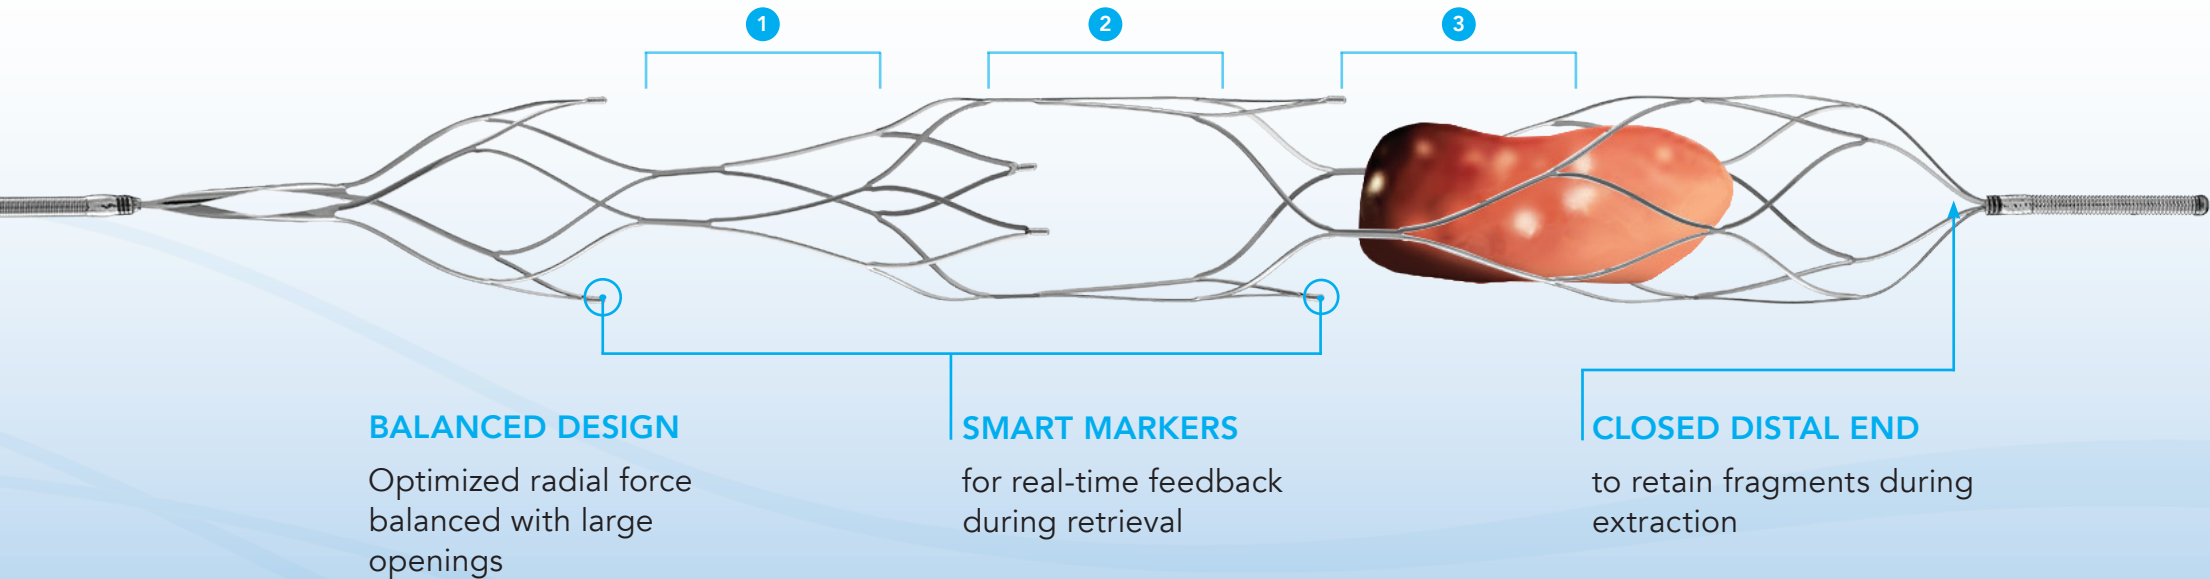 1
2
3
BALANCED DESIGN
Optimized radial force
balanced with large
openings
SMART MARKERS
for real-time feedback
during retrieval
CLOSED DISTAL END
to retain fragments during
extraction